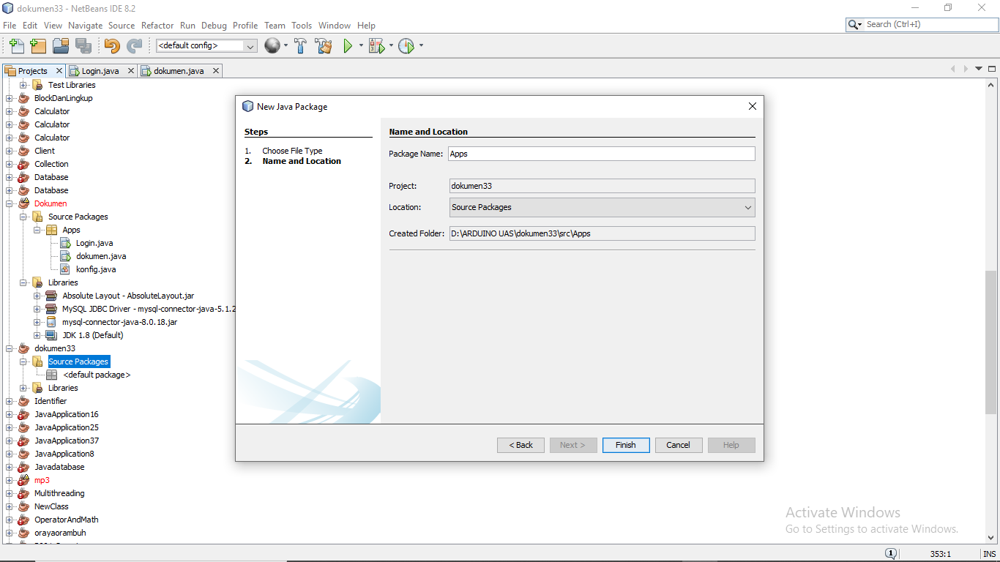 dokumen33 - NetBeans IDE 8.2
File Edit View Navigate Source Refactor Run Debug Profile Team Tools Window Help
Search (Ctrl+I)
<default config>
Projects
Login.java
dokumen.java
Test Libraries
BlockDanLingkup
Calculator
Calculator
Calculator
Client
Collection
Database
Database
Dokumen
Source Packages
Apps
Login.java
dokumen.java
konfig.java
Libraries
Absolute Layout - AbsoluteLayout.jar
MySQL JDBC Driver - mysql-connector-java-5.1.2
mysql-connector-java-8.0.18.jar
JDK 1.8 (Default)
dokumen33
Source Packages
<default package>
Libraries
Identifier
JavaApplication16
JavaApplication25
JavaApplication37
JavaApplication8
Javadatabase
mp3
Multithreading
NewClass
OperatorAndMath
orayaorambuh
New Java Package
Steps
1. Choose File Type
2. Name and Location
Name and Location
Package Name: Apps
Project: dokumen33
Location: Source Packages
Created Folder: D:\ARDUINO UAS\dokumen33\src\Apps
< Back
Next >
Finish
Cancel
Help
Activate Windows
Go to Settings to activate Windows.
1
353:1
INS